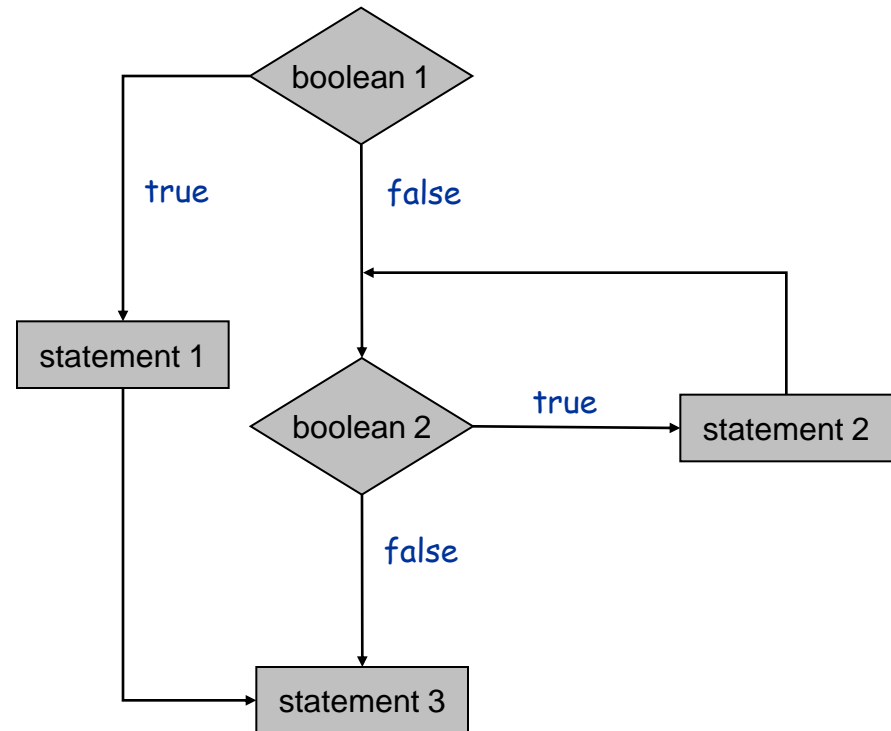 boolean 1
true
false
statement 1
boolean 2
true
statement 2
false
statement 3